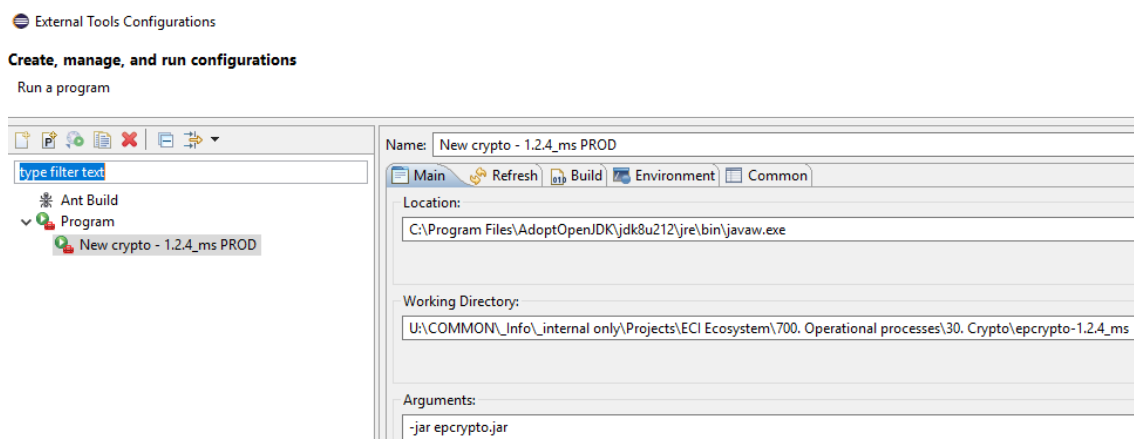 External Tools Configurations
Create, manage, and run configurations
Run a program
type filter text
Ant Build
Program
New crypto - 1.2.4_ms PROD
Name: New crypto - 1.2.4_ms PROD
Main Refresh Build Environment Common
Location:
C:\Program Files\AdoptOpenJDK\jdk8u212\jre\bin\javaw.exe
Working Directory:
U:\COMMON\_Info\_internal only\Projects\ECI Ecosystem\700. Operational processes\30. Crypto\epcrypto-1.2.4_ms
Arguments:
-jar epcrypto.jar